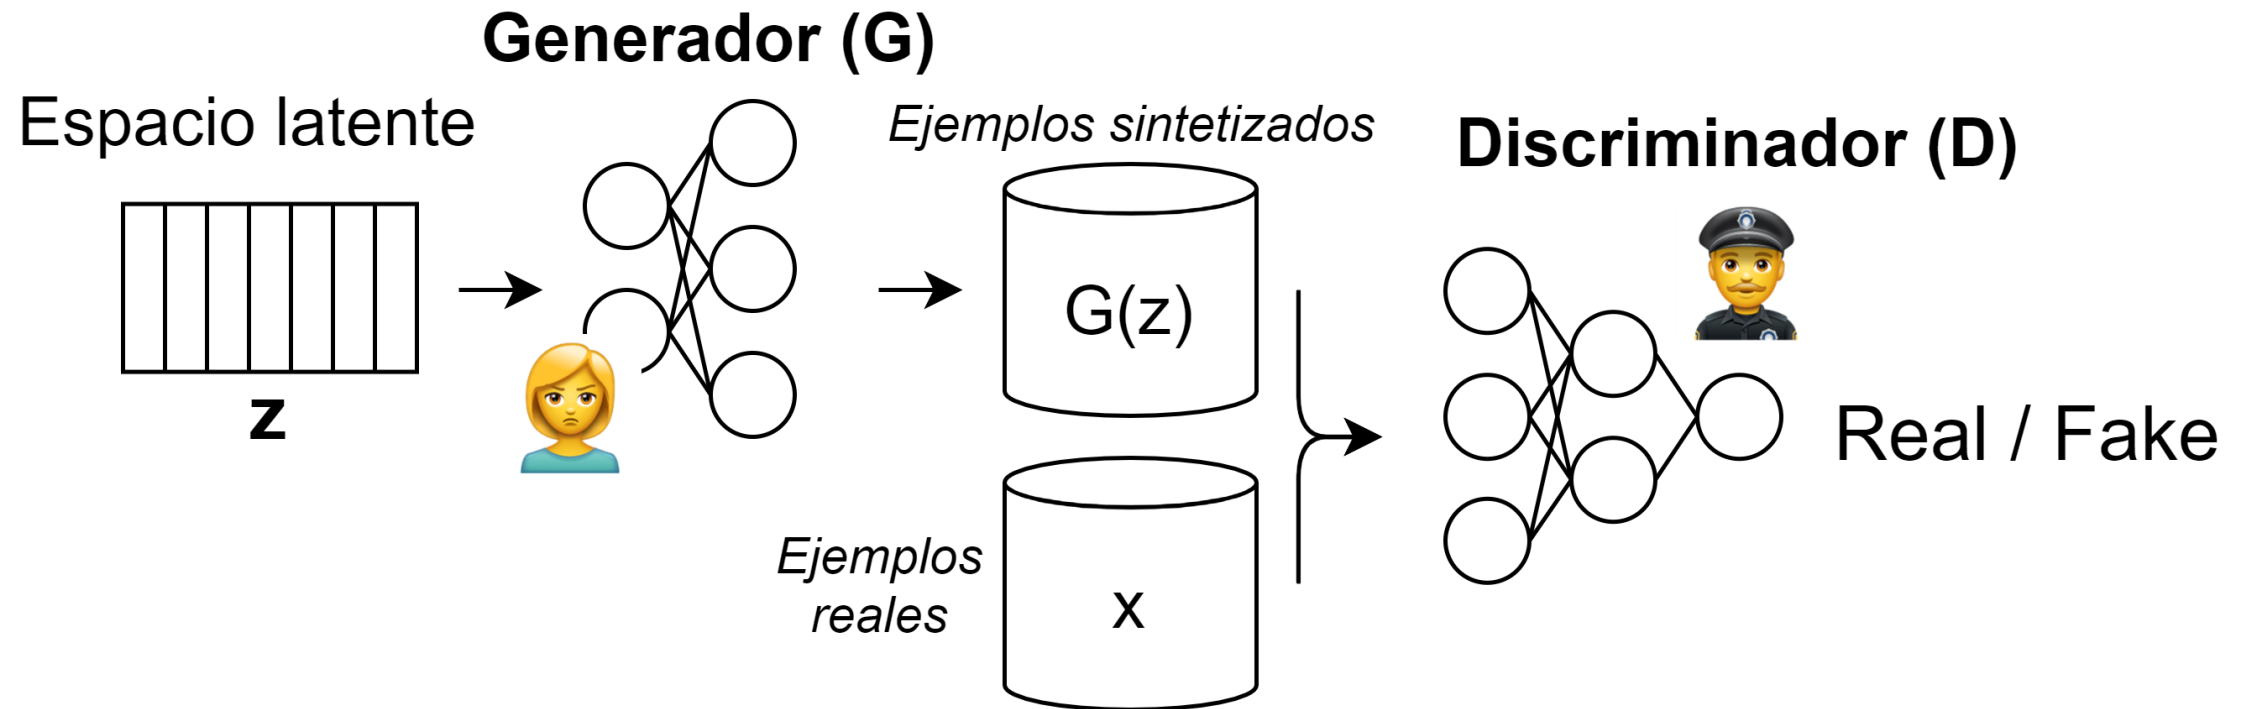 Generador (G)
Espacio latente
z
Ejemplos sintetizados
G(z)
Ejemplos
reales
x
Discriminador (D)
Real / Fake